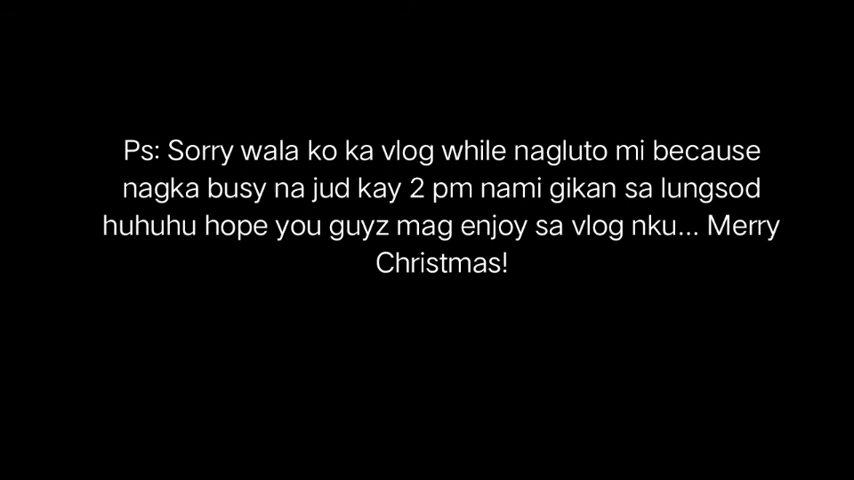 Ps: Sorry wala ko ka vlog while nagluto mi because
nagka busy na jud kay 2 pm nami gikan sa lungsod
huhuhu hope you guyz mag enjoy sa vlog nku... Merry
Christmas!